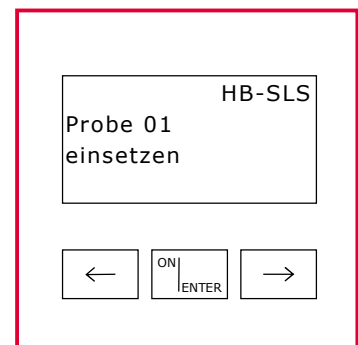 HB-SLS
Probe 01
einsetzen
← ON ENTER →